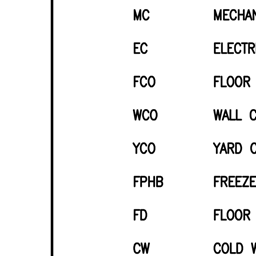 MC MECHAN
EC ELECTR
FCO FLOOR
WCO WALL C
YCO YARD C
FPHB FREEZE
FD FLOOR
CW COLD W